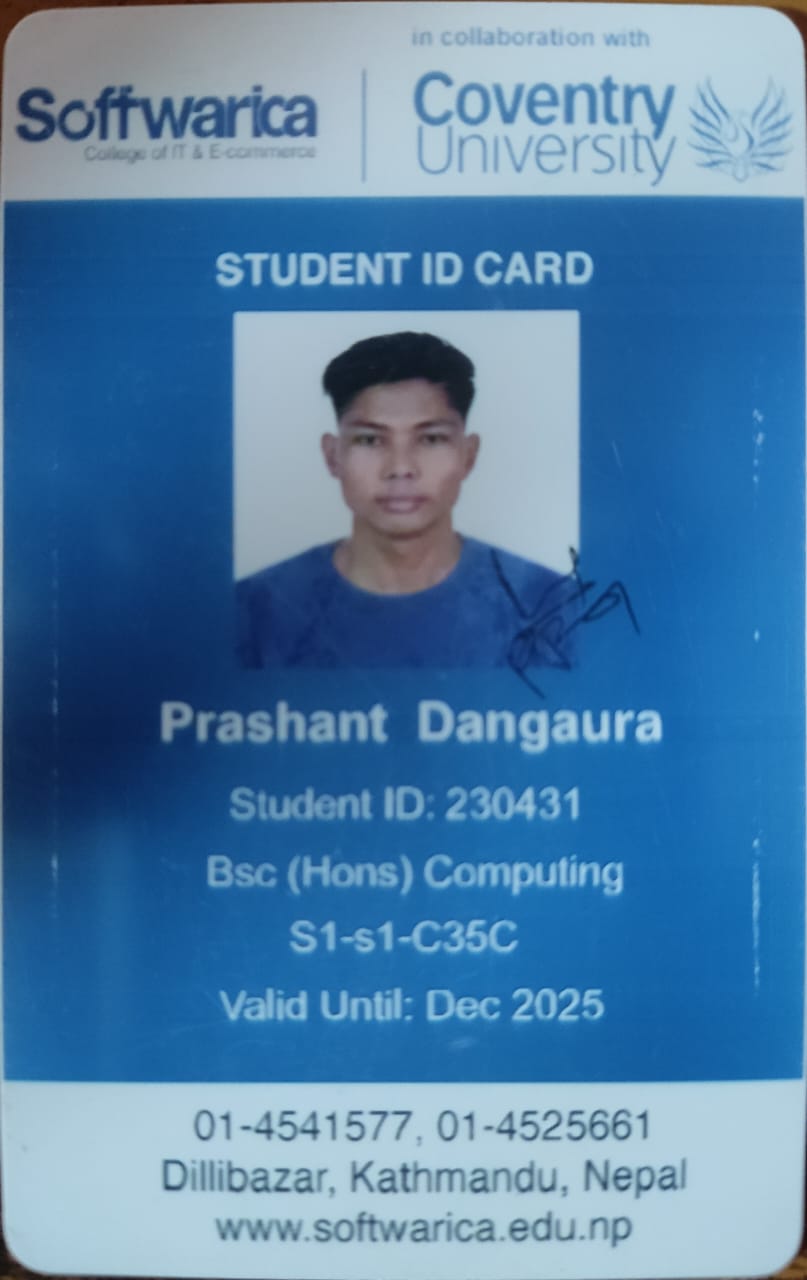 in collaboration with
Softwarica
College of IT & E-commerce
Coventry
University
STUDENT ID CARD
Prashant Dangaura
Student ID: 230431
Bsc (Hons) Computing
S1-s1-C35C
Valid Until: Dec 2025
01-4541577, 01-4525661
Dillibazar, Kathmandu, Nepal
www.softwarica.edu.np